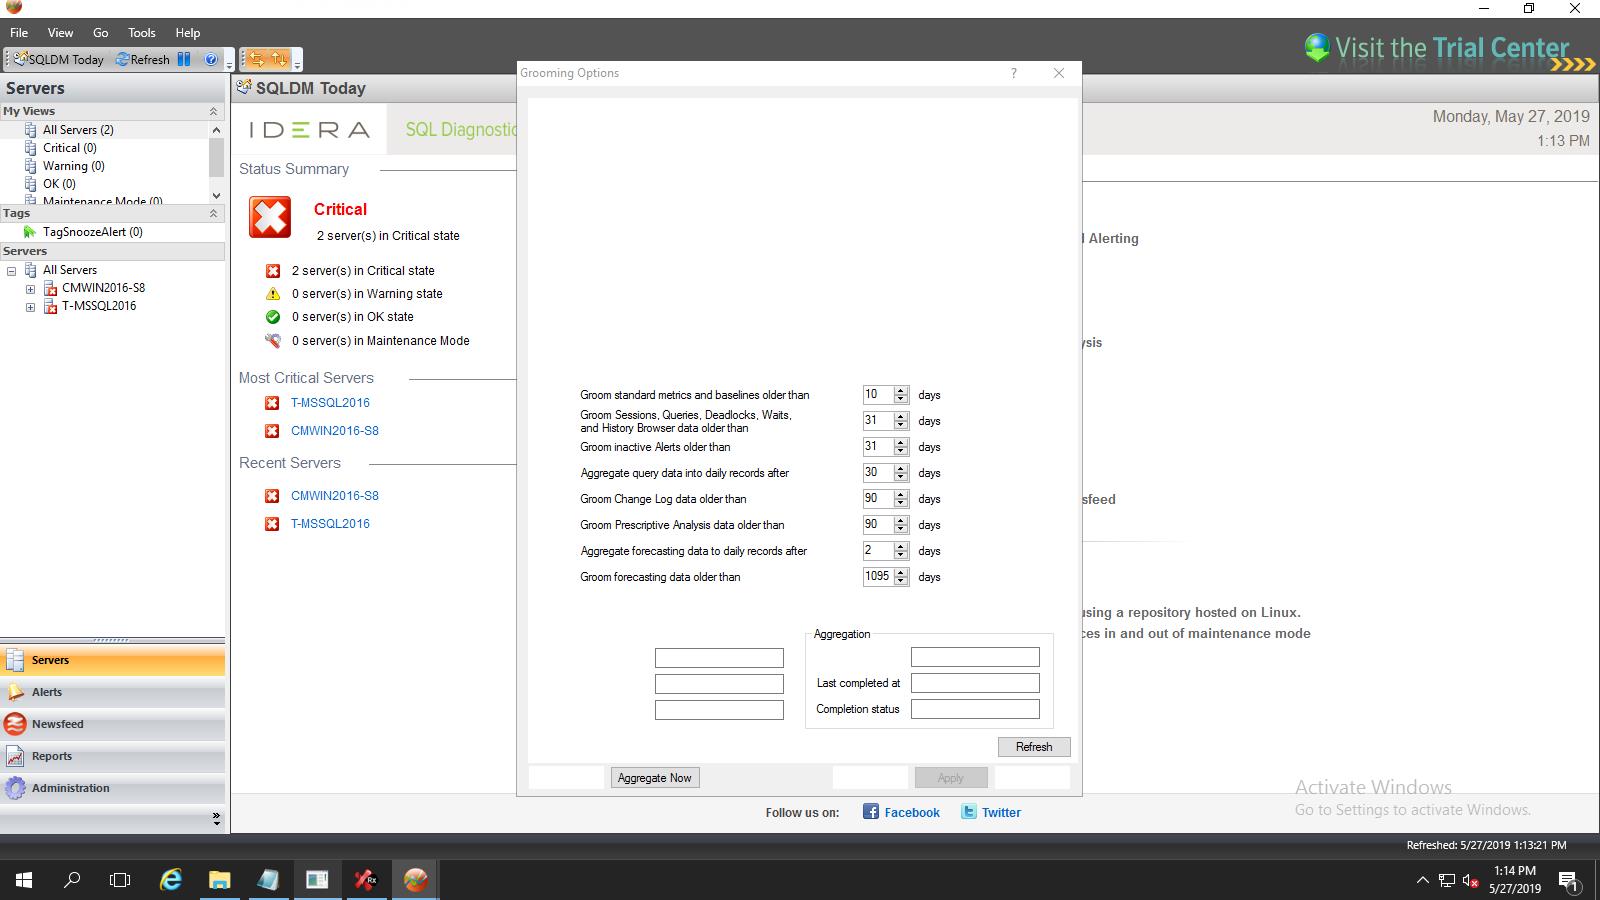 File View Go Tools Help
SQLDM Today Refresh
Visit the Trial Center
Servers
My Views
All Servers (2)
Critical (0)
Warning (0)
OK (0)
Maintenance Mode (0)
Tags
TagSnoozeAlert (0)
Servers
All Servers
CMWIN2016-S8
T-MSSQL2016
Servers
Alerts
Newsfeed
Reports
Administration
SQLDM Today
IDERA SQL Diagnostic
Monday, May 27, 2019
1:13 PM
Status Summary
Critical
2 server(s) in Critical state
2 server(s) in Critical state
0 server(s) in Warning state
0 server(s) in OK state
0 server(s) in Maintenance Mode
Most Critical Servers
T-MSSQL2016
CMWIN2016-S8
Recent Servers
CMWIN2016-S8
T-MSSQL2016
Grooming Options
?
Groom standard metrics and baselines older than 10 days
Groom Sessions, Queries, Deadlocks, Waits,
and History Browser data older than 31 days
Groom inactive Alerts older than 31 days
Aggregate query data into daily records after 30 days
Groom Change Log data older than 90 days
Groom Prescriptive Analysis data older than 90 days
Aggregate forecasting data to daily records after 2 days
Groom forecasting data older than 1095 days
Aggregation
Last completed at
Completion status
Refresh
Aggregate Now
Apply
Alerting
ysis
sfeed
using a repository hosted on Linux.
ces in and out of maintenance mode
Follow us on: Facebook Twitter
Activate Windows
Go to Settings to activate Windows.
Refreshed: 5/27/2019 1:13:21 PM
Rx
1:14 PM
5/27/2019
1